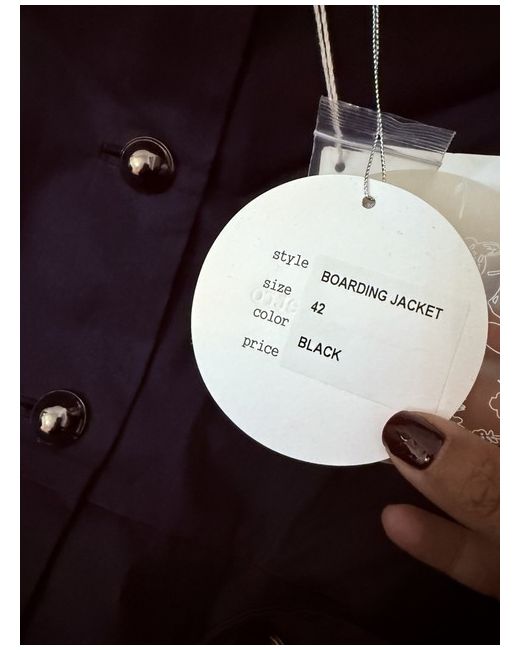 style
BOARDING JACKET
size
42
color
BLACK
price